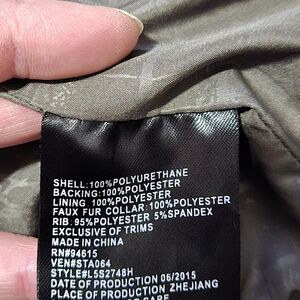 SHELL:100%POLYURETHANE
BACKING:100%POLYESTER
LINING 100%POLYESTER
FAUX FUR COLLAR:100%POLYESTER
RIB 95%POLYESTER 5%SPANDEX
EXCLUSIVE OF TRIMS
MADE IN CHINA
RN#94615
VEN#STA064
STYLE#L5S2748H
DATE OF PRODUCTION 06/2015
PLACE OF PRODUCTION ZHEJIANG